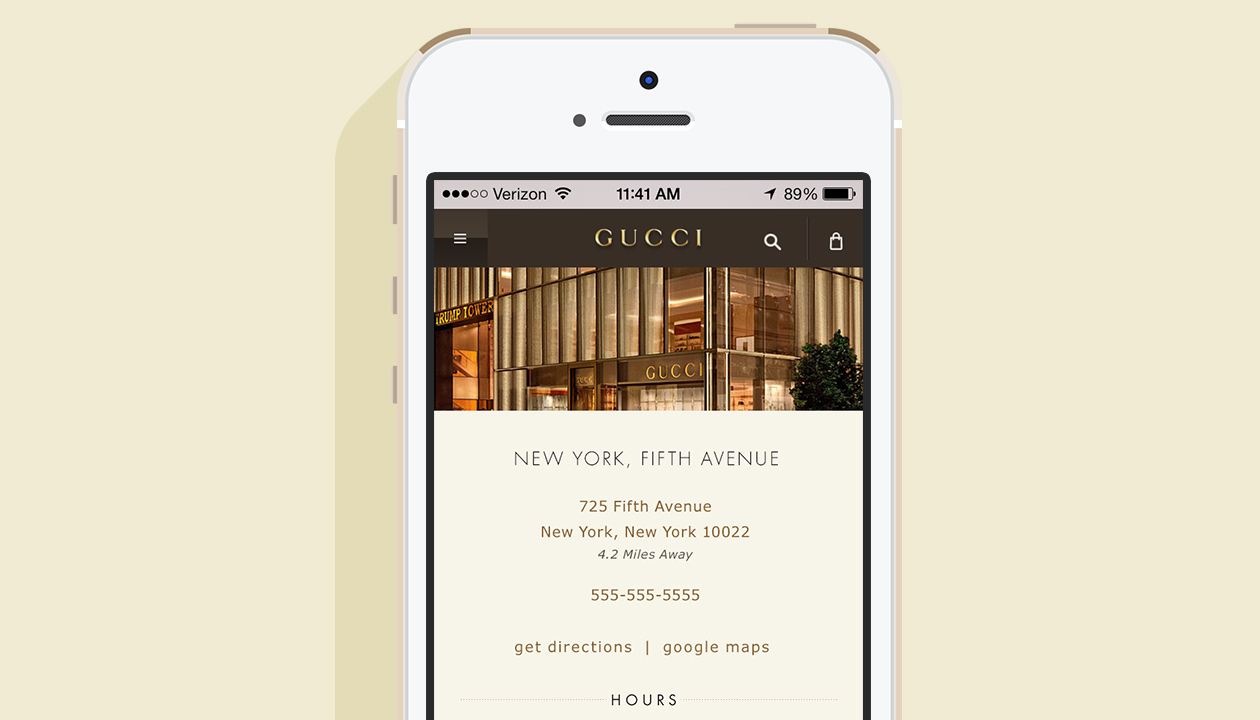 Verizon 11:41 AM 89%
GUCCI
TRUMP TOWER
GUCCI
GUCCI
NEW YORK, FIFTH AVENUE
725 Fifth Avenue
New York, New York 10022
4.2 Miles Away
555-555-5555
get directions | google maps
HOURS